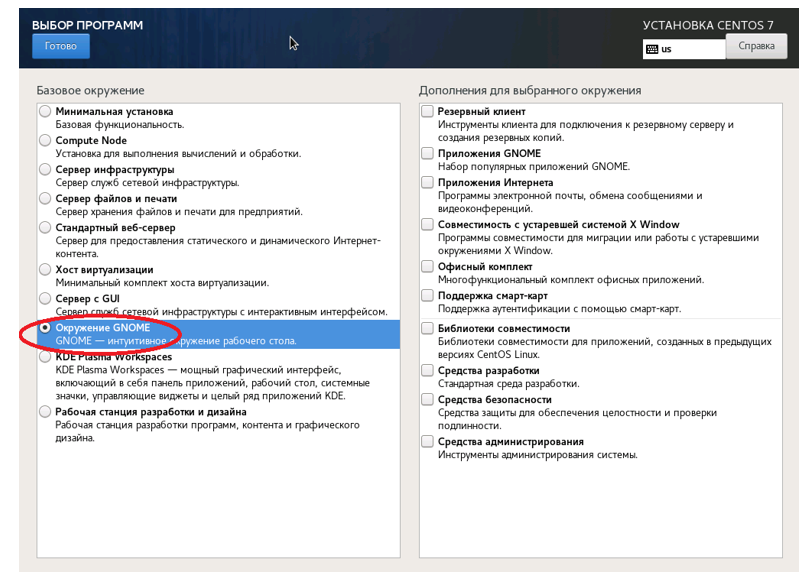 ВЫБОР ПРОГРАММ
УСТАНОВКА CENTOS 7
Готово
us
Справка
Базовое окружение
Минимальная установка
Базовая функциональность.
Compute Node
Установка для выполнения вычислений и обработки.
Сервер инфраструктуры
Сервер служб сетевой инфраструктуры.
Сервер файлов и печати
Сервер хранения файлов и печати для предприятий.
Стандартный веб-сервер
Сервер для предоставления статического и динамического Интернет-
контента.
Хост виртуализации
Минимальный комплект хоста виртуализации.
Сервер с GUI
Сервер служб сетевой инфраструктуры с интерактивным интерфейсом.
Окружение GNOME
GNOME — интуитивное окружение рабочего стола.
KDE Plasma Workspaces
KDE Plasma Workspaces — мощный графический интерфейс,
включающий в себя панель приложений, рабочий стол, системные
значки, управляющие виджеты и целый ряд приложений KDE.
Рабочая станция разработки и дизайна
Рабочая станция разработки программ, контента и графического
дизайна.
Дополнения для выбранного окружения
Резервный клиент
Инструменты клиента для подключения к резервному серверу и
создания резервных копий.
Приложения GNOME
Набор популярных приложений GNOME.
Приложения Интернета
Программы электронной почты, обмена сообщениями и
видеоконференций.
Совместимость с устаревшей системой X Window
Программы совместимости для миграции или работы с устаревшими
окружениями X Window.
Офисный комплект
Многофункциональный комплект офисных приложений.
Поддержка смарт-карт
Поддержка аутентификации с помощью смарт-карт.
Библиотеки совместимости
Библиотеки совместимости для приложений, созданных в предыдущих
версиях CentOS Linux.
Средства разработки
Стандартная среда разработки.
Средства безопасности
Средства защиты для обеспечения целостности и проверки
подлинности.
Средства администрирования
Инструменты администрирования системы.